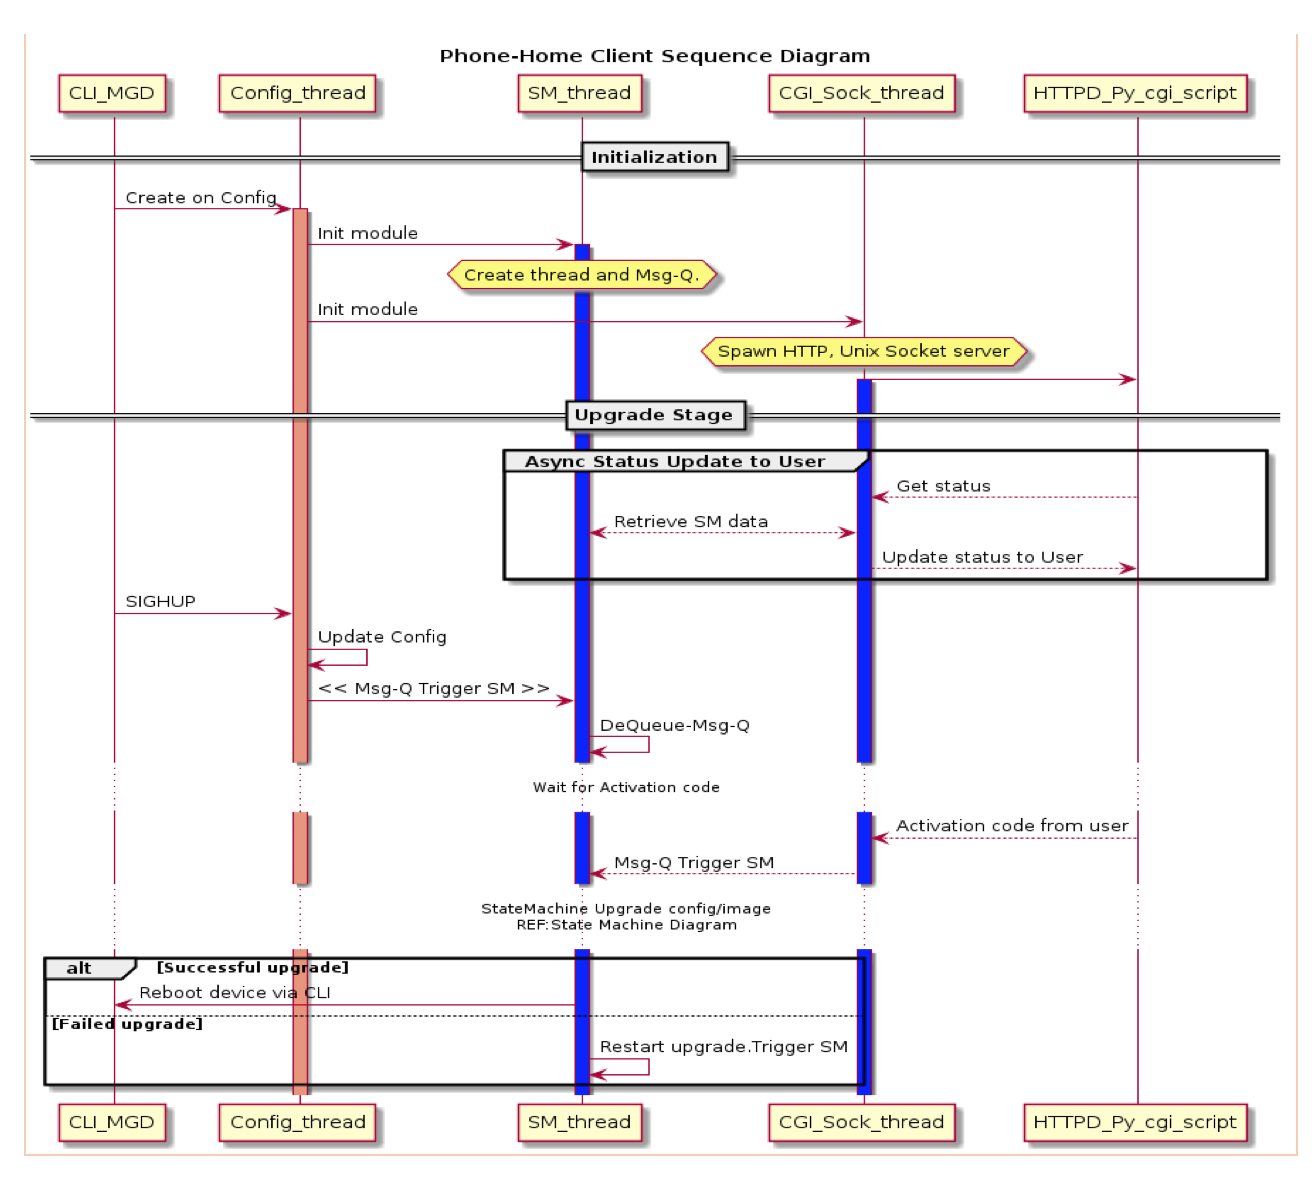 Phone-Home Client Sequence Diagram
CLI_MGD
Config_thread
SM_thread
CGI_Sock_thread
HTTPD_Py_cgi_script
Initialization
Create on Config
Init module
Create thread and Msg-Q.
Init module
Spawn HTTP, Unix Socket server
Upgrade Stage
Async Status Update to User
Get status
Retrieve SM data
Update status to User
SIGHUP
Update Config
<< Msg-Q Trigger SM >>
DeQueue-Msg-Q
Wait for Activation code
Activation code from user
Msg-Q Trigger SM
StateMachine Upgrade config/image
REF:State Machine Diagram
alt
[Successful upgrade]
Reboot device via CLI
[Failed upgrade]
Restart upgrade.Trigger SM
CLI_MGD
Config_thread
SM_thread
CGI_Sock_thread
HTTPD_Py_cgi_script